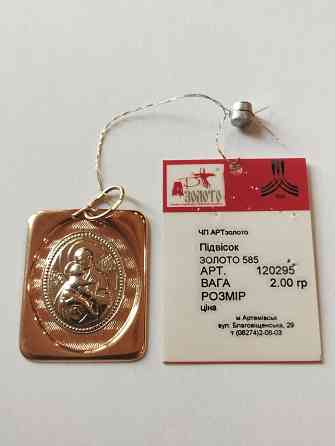 АРТ
ЗОЛОТО
ЧП АРТзолото
Підвісок
ЗОЛОТО 585
АРТ. 120295
ВАГА 2.00 гр
РОЗМІР
ціна
м Артемівськ
вул. Благовіщенська, 29
т (06274)2-06-03